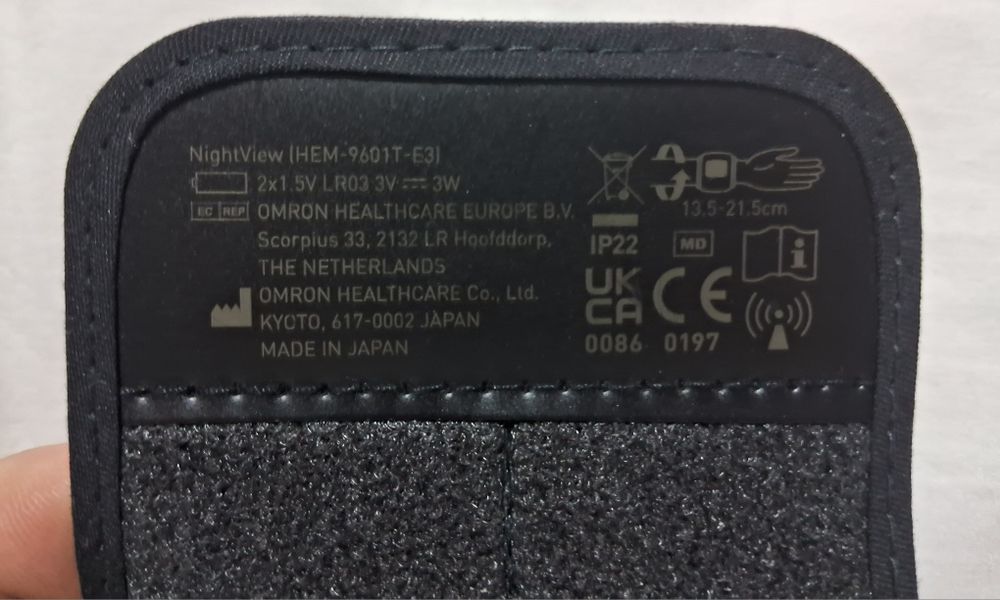 NightView (HEM-9601T-E3)
2x1.5V LR03 3V ⎓ 3W
EC REP OMRON HEALTHCARE EUROPE B.V.
Scorpius 33, 2132 LR Hoofddorp,
THE NETHERLANDS
OMRON HEALTHCARE Co., Ltd.
KYOTO, 617-0002 JAPAN
MADE IN JAPAN
13.5-21.5cm
IP22 MD
UK
CA CE
0086 0197